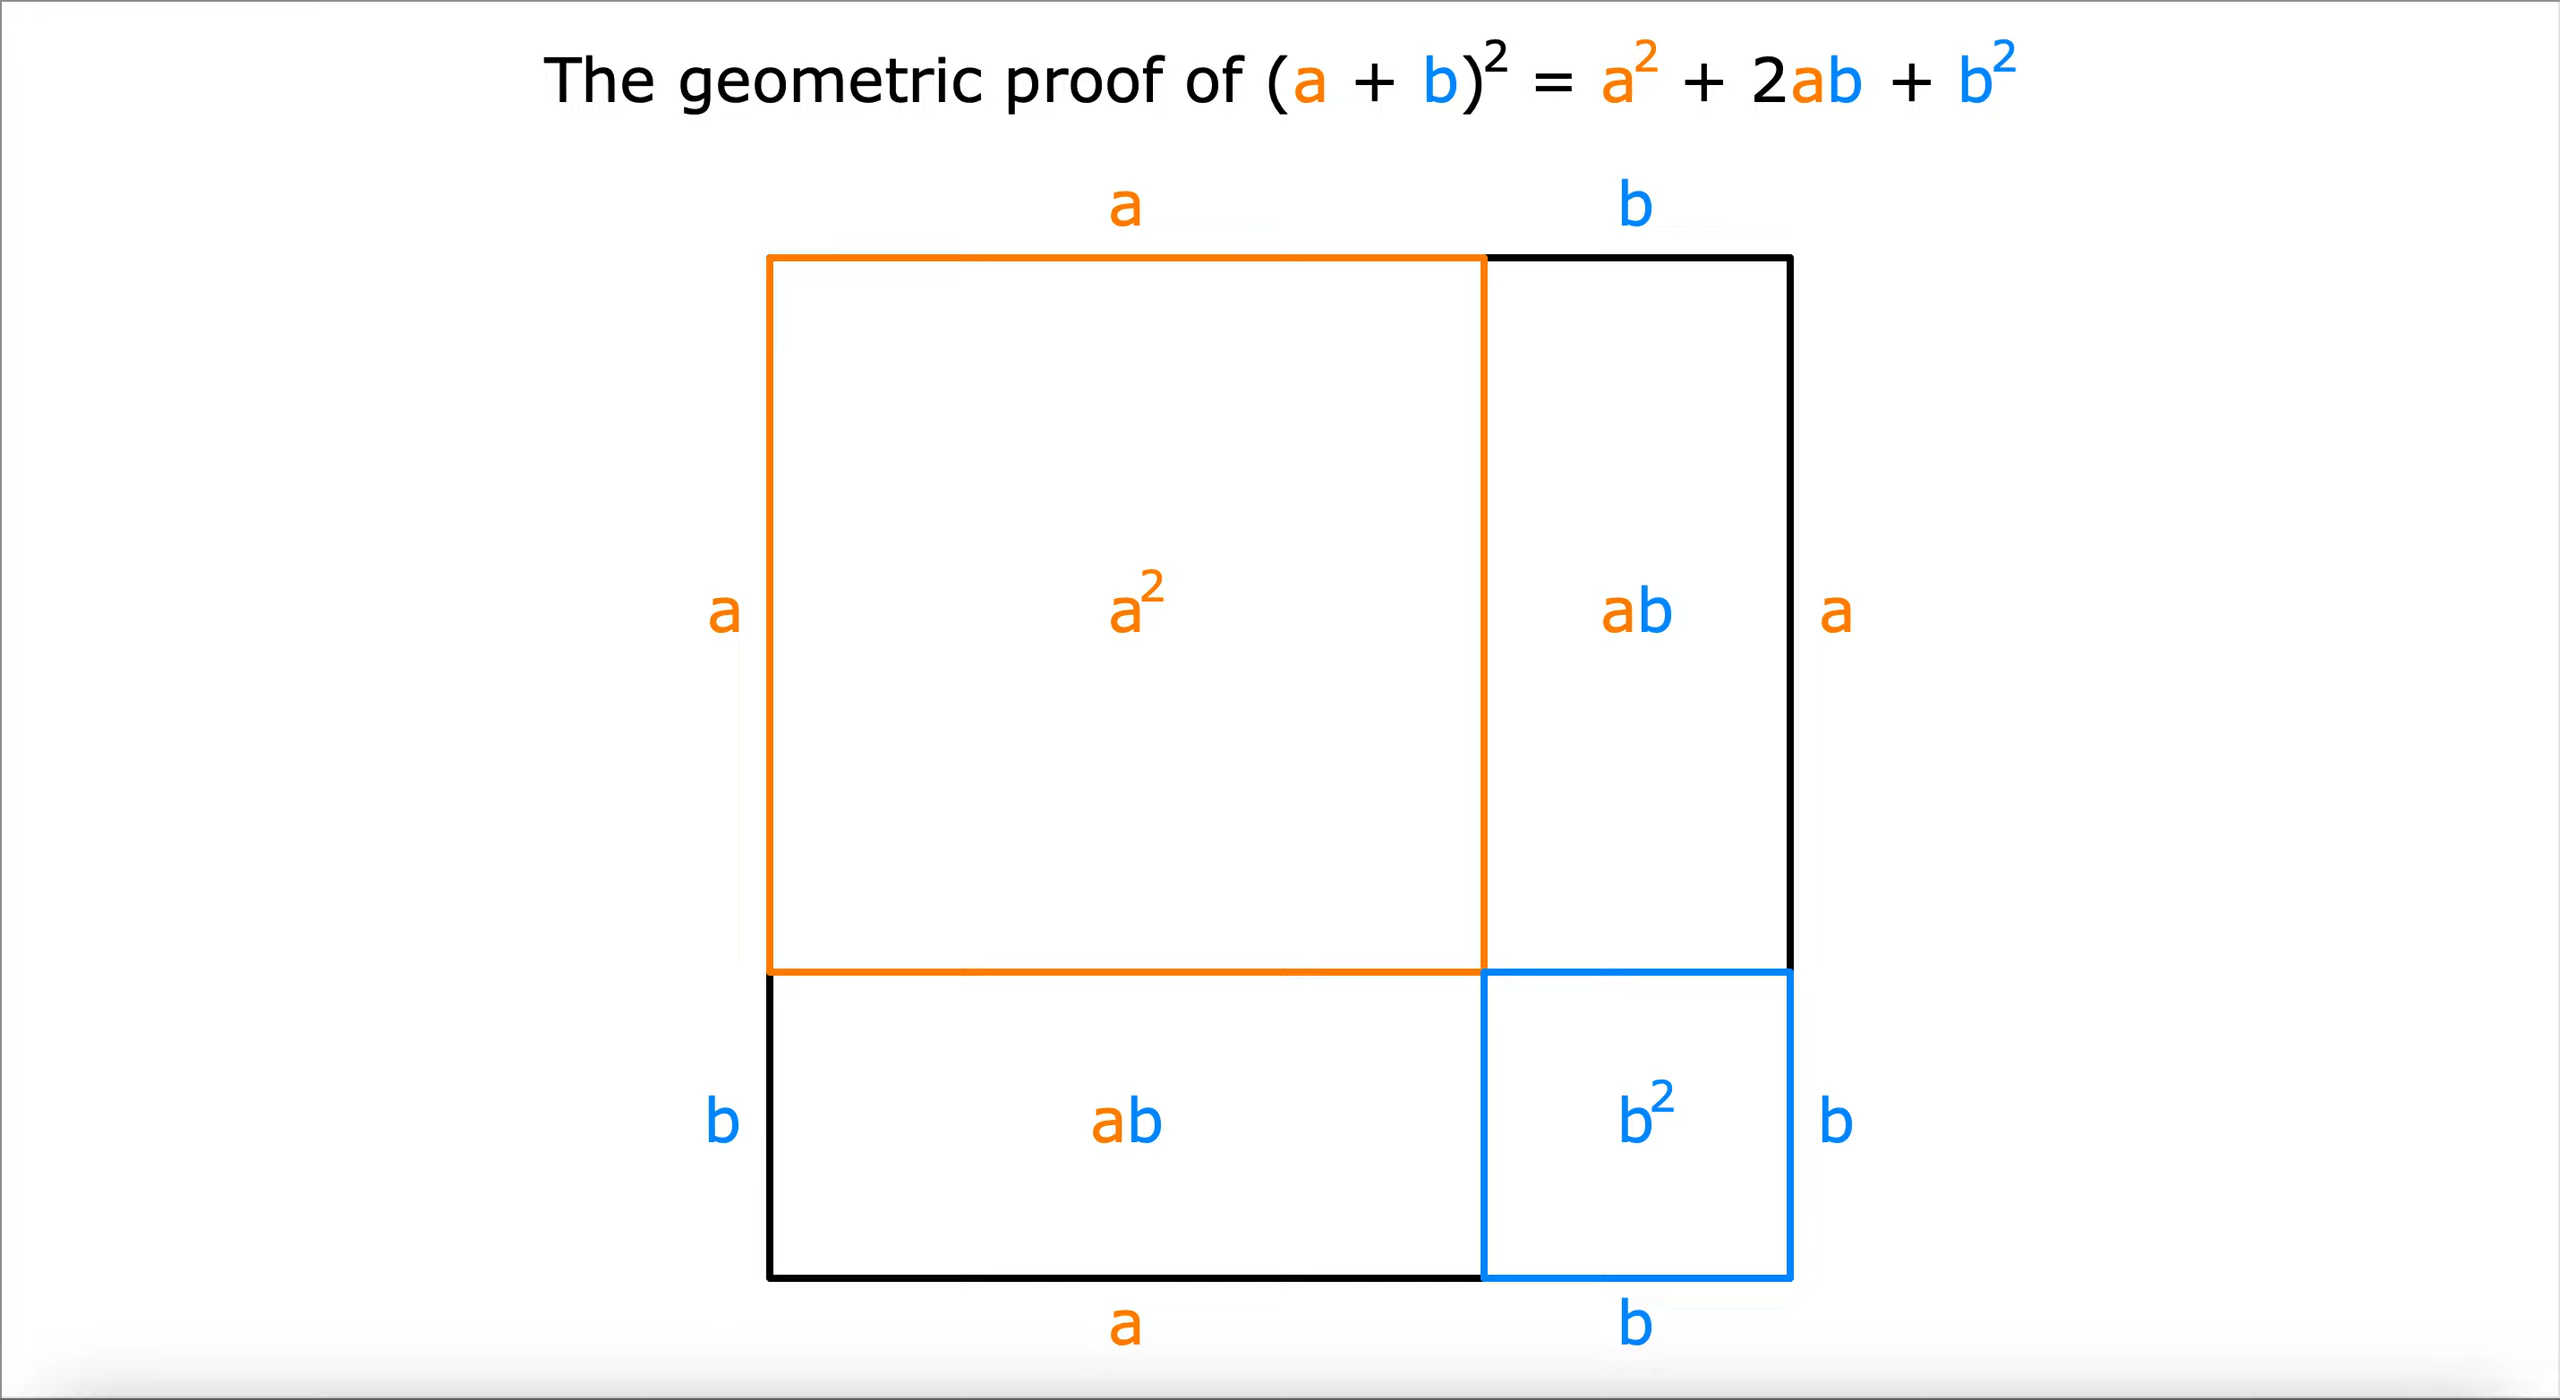 The geometric proof of (a + b)² = a² + 2ab + b²
a b
a a² ab a
b ab b² b
a b